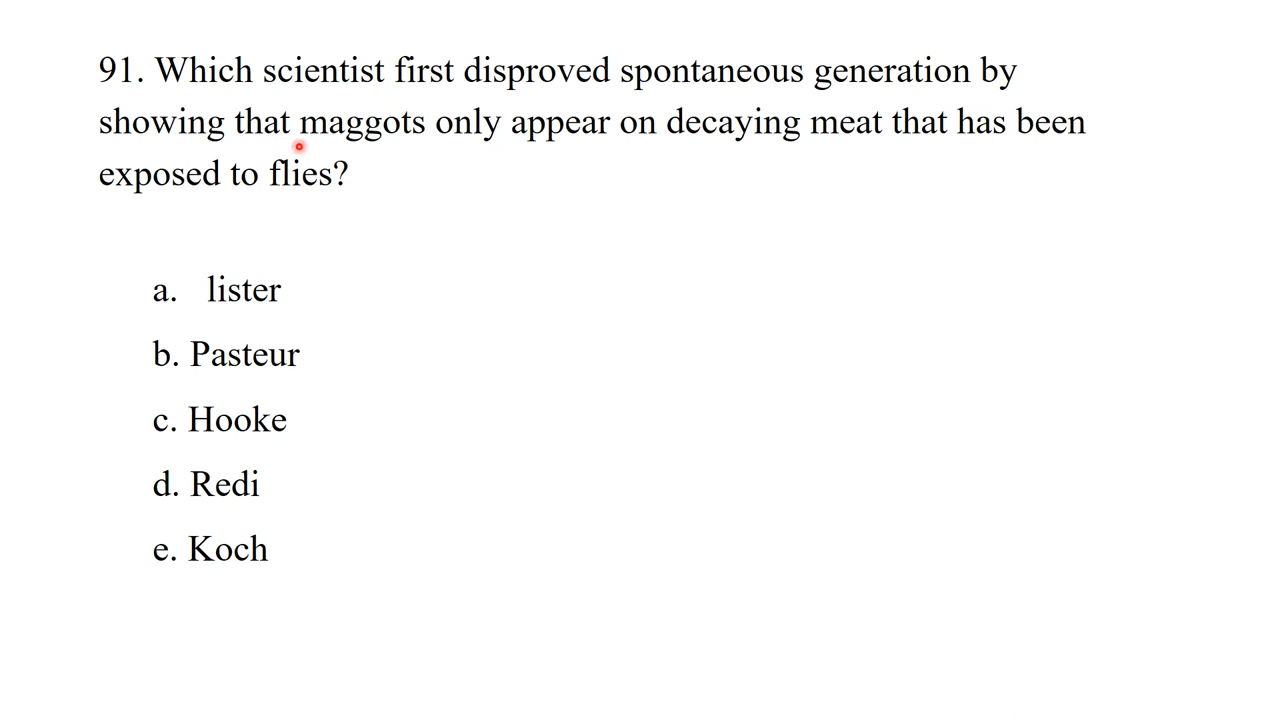 91. Which scientist first disproved spontaneous generation by
showing that maggots only appear on decaying meat that has been
exposed to flies?
a. lister
b. Pasteur
c. Hooke
d. Redi
e. Koch